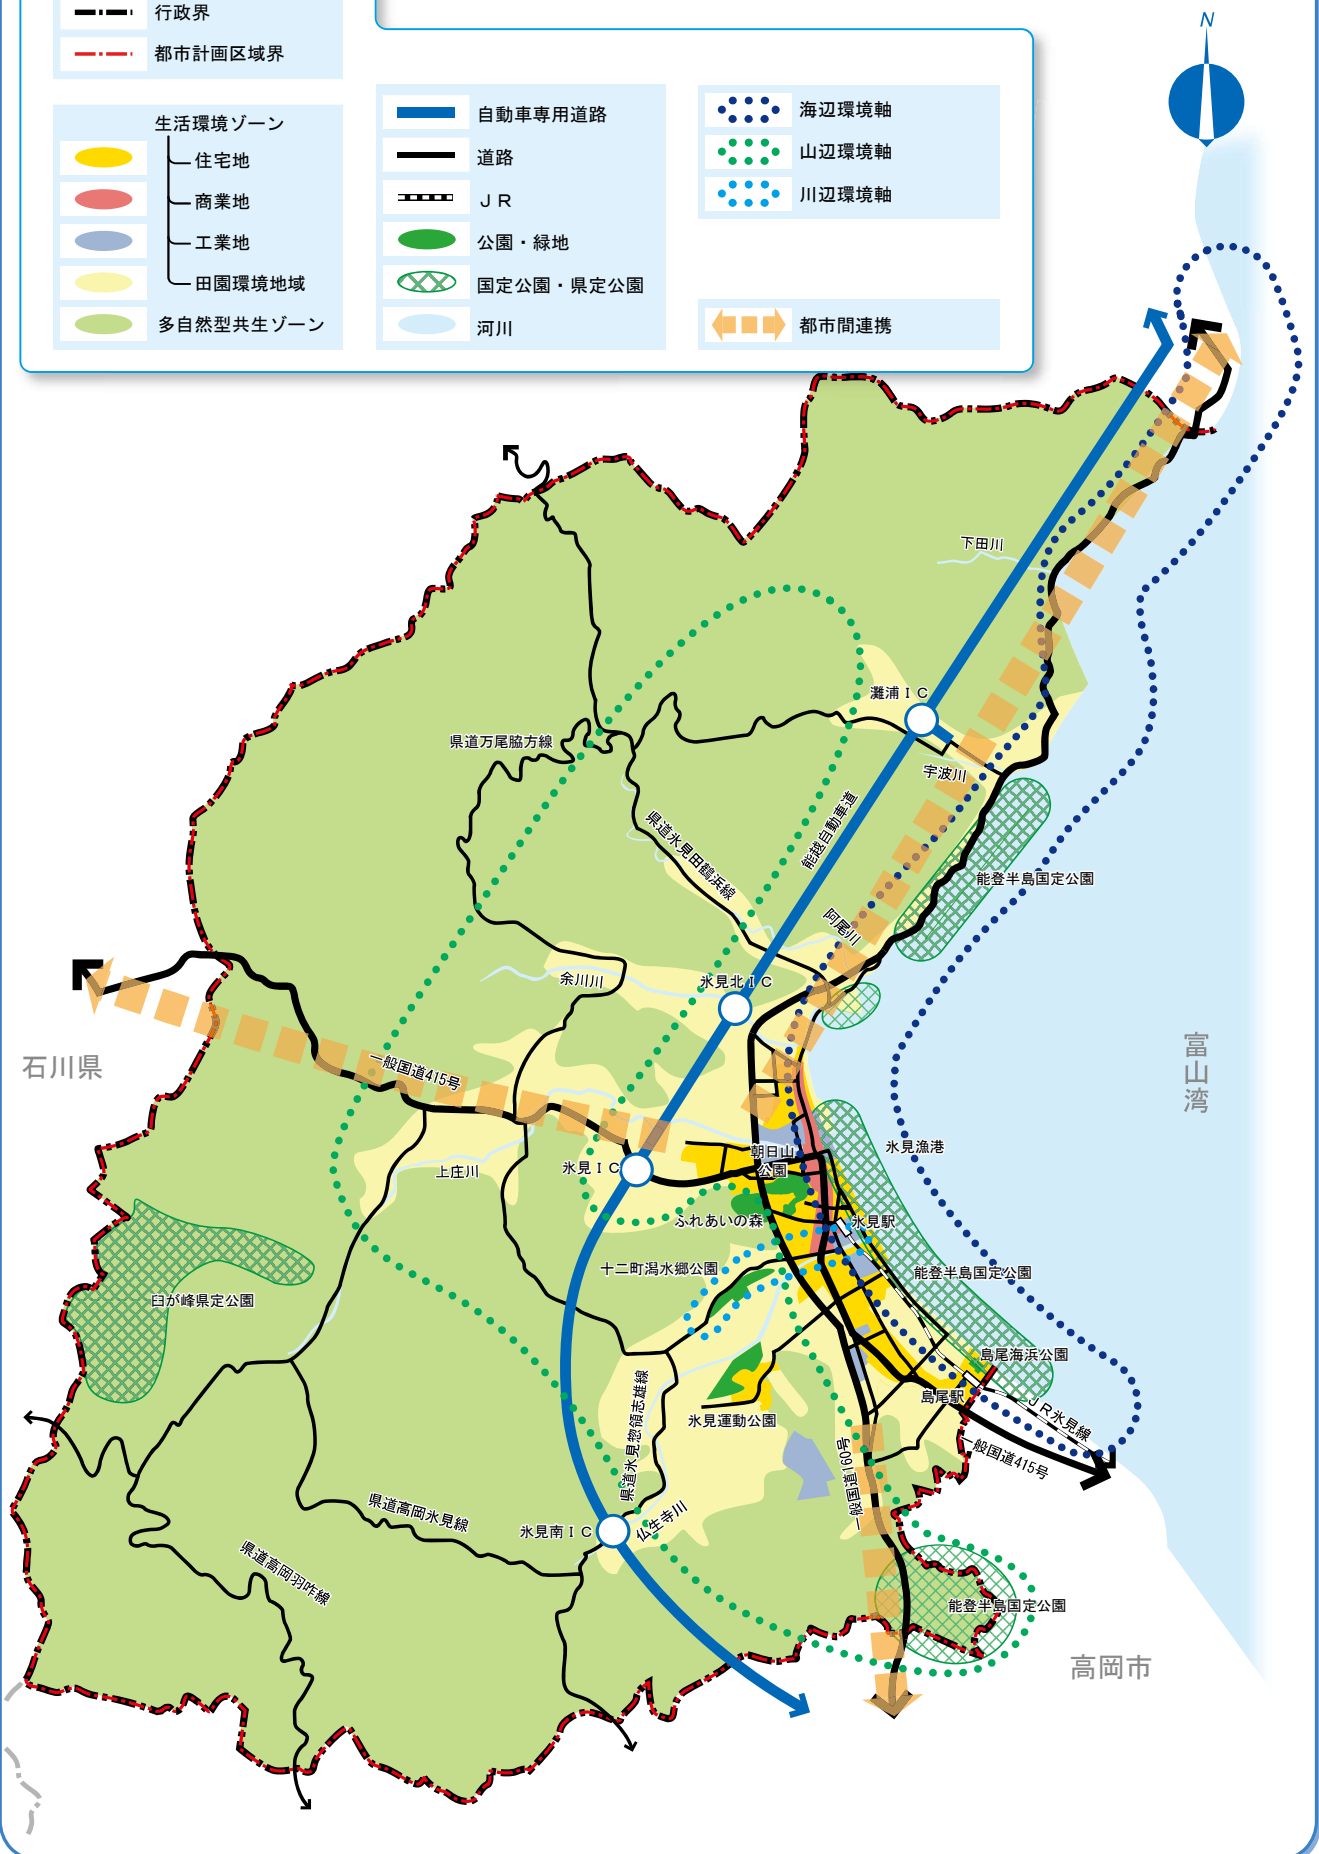 行政界
都市計画区域界
生活環境ゾーン
住宅地
商業地
工業地
田園環境地域
多自然型共生ゾーン
自動車専用道路
道路
ＪＲ
公園・緑地
国定公園・県定公園
河川
海辺環境軸
山辺環境軸
川辺環境軸
都市間連携
N
下田川
灘浦ＩＣ
県道万尾脇方線
宇波川
能越自動車道
県道氷見田鶴浜線
能登半島国定公園
阿尾川
余川川
氷見北ＩＣ
石川県
一般国道415号
富山湾
氷見漁港
朝日山
公園
上庄川
氷見ＩＣ
ふれあいの森
氷見駅
十二町潟水郷公園
能登半島国定公園
臼が峰県定公園
島尾海浜公園
島尾駅
ＪＲ氷見線
氷見運動公園
県道氷見惣領志雄線
一般国道160号
一般国道415号
県道高岡氷見線
氷見南ＩＣ
仏生寺川
県道高岡羽咋線
能登半島国定公園
高岡市